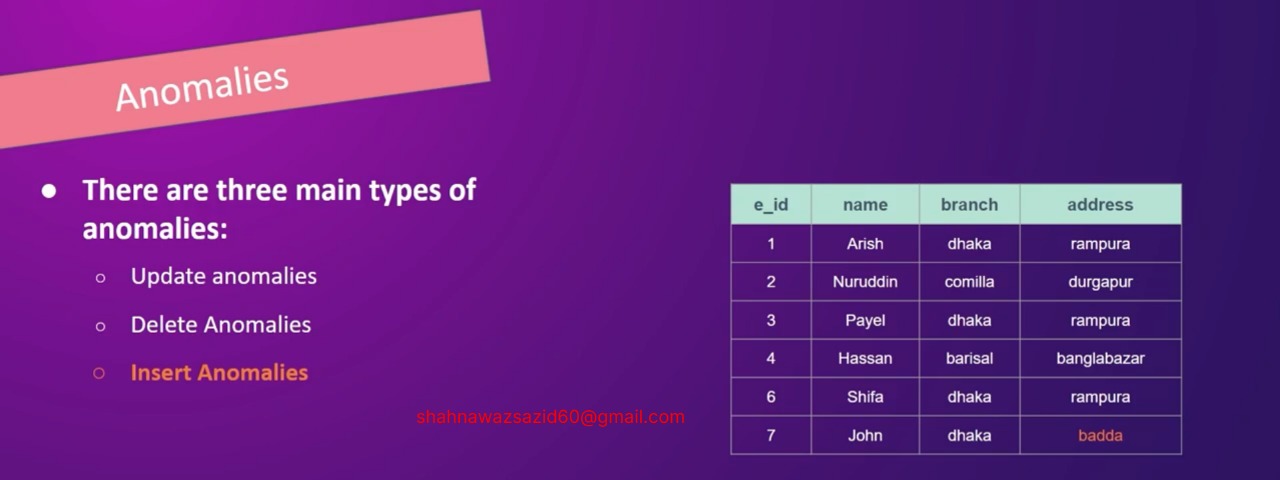 Anomalies
● There are three main types of
anomalies:
○ Update anomalies
○ Delete Anomalies
○ Insert Anomalies
shahnawazsazid60@gmail.com
e_id name branch address
1 Arish dhaka rampura
2 Nuruddin comilla durgapur
3 Payel dhaka rampura
4 Hassan barisal banglabazar
6 Shifa dhaka rampura
7 John dhaka badda